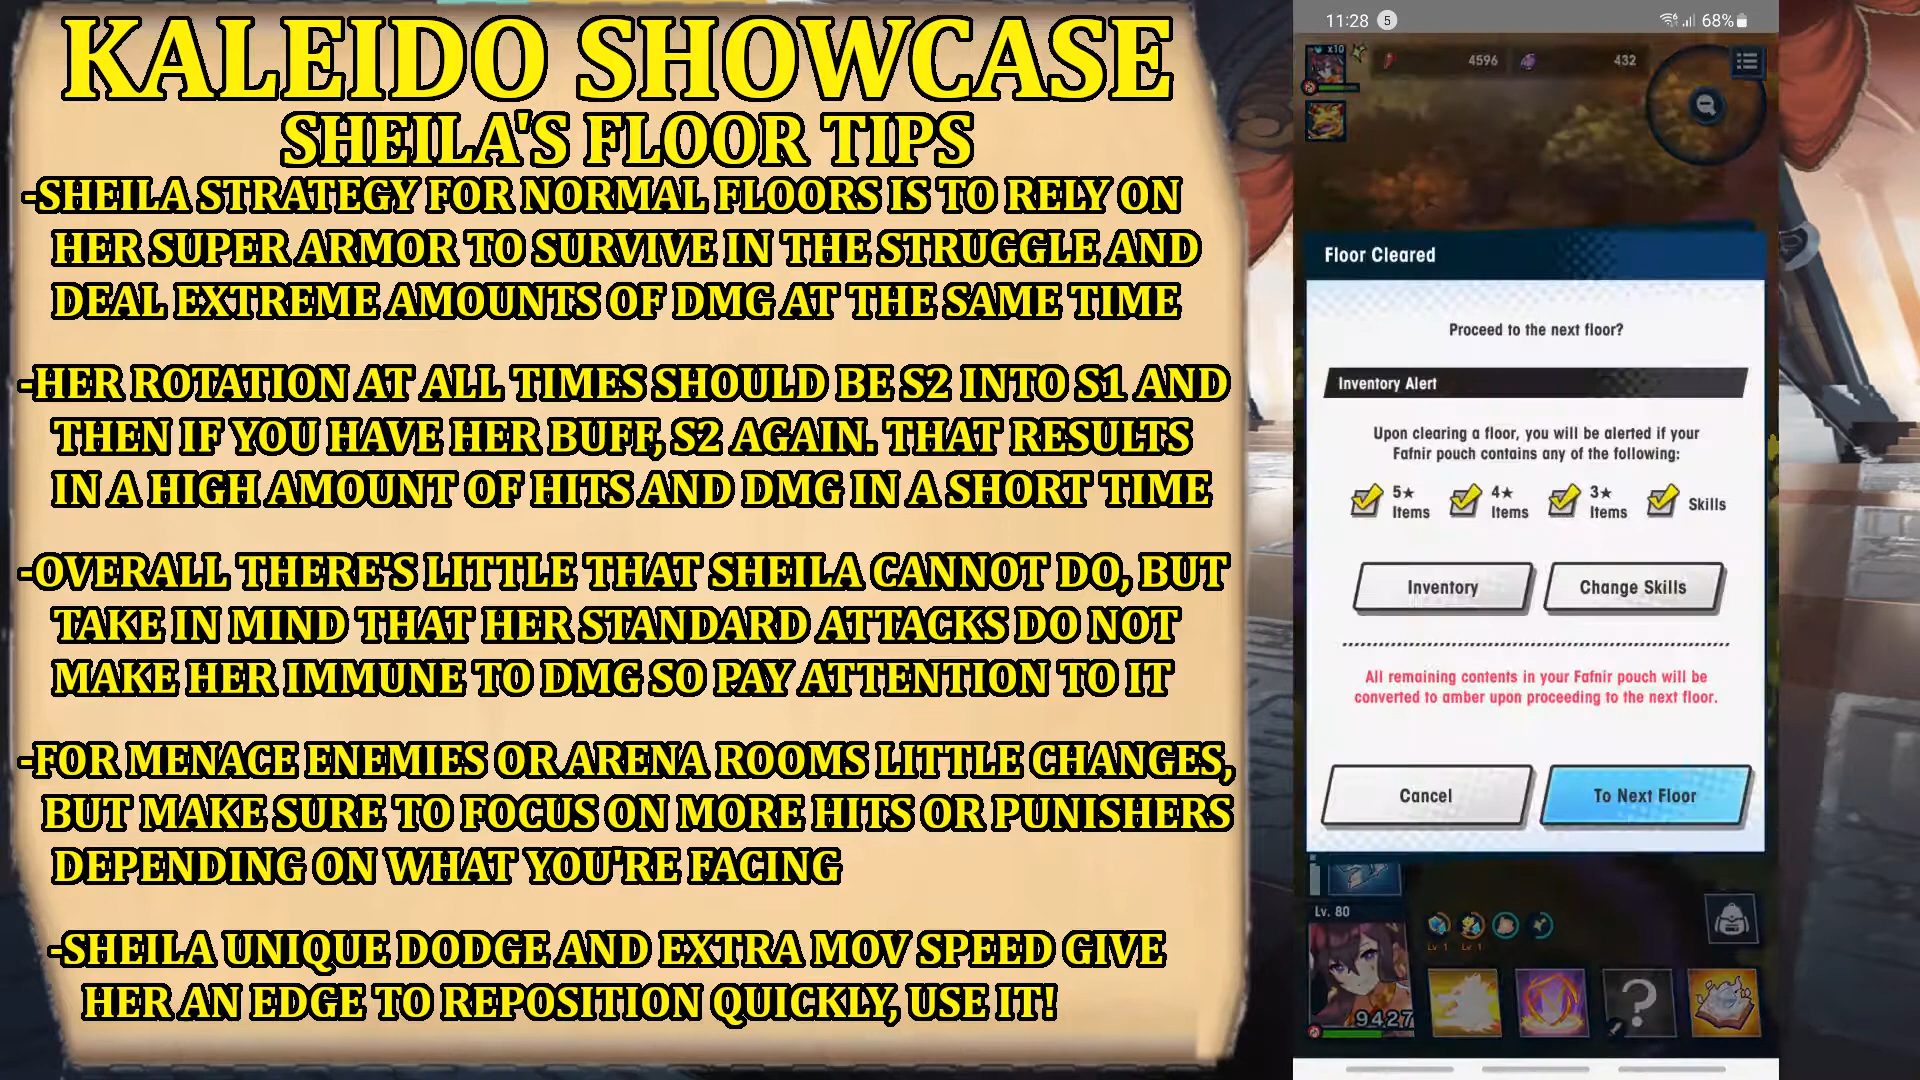 KALEIDO SHOWCASE
SHEILA'S FLOOR TIPS
-SHEILA STRATEGY FOR NORMAL FLOORS IS TO RELY ON
HER SUPER ARMOR TO SURVIVE IN THE STRUGGLE AND
DEAL EXTREME AMOUNTS OF DMG AT THE SAME TIME
-HER ROTATION AT ALL TIMES SHOULD BE S2 INTO S1 AND
THEN IF YOU HAVE HER BUFF, S2 AGAIN. THAT RESULTS
IN A HIGH AMOUNT OF HITS AND DMG IN A SHORT TIME
-OVERALL THERE'S LITTLE THAT SHEILA CANNOT DO, BUT
TAKE IN MIND THAT HER STANDARD ATTACKS DO NOT
MAKE HER IMMUNE TO DMG SO PAY ATTENTION TO IT
-FOR MENACE ENEMIES OR ARENA ROOMS LITTLE CHANGES,
BUT MAKE SURE TO FOCUS ON MORE HITS OR PUNISHERS
DEPENDING ON WHAT YOU'RE FACING
-SHEILA UNIQUE DODGE AND EXTRA MOV SPEED GIVE
HER AN EDGE TO REPOSITION QUICKLY, USE IT!
11:28 5 68%
x10 4596 432
Floor Cleared
Proceed to the next floor?
Inventory Alert
Upon clearing a floor, you will be alerted if your
Fafnir pouch contains any of the following:
5★ Items 4★ Items 3★ Items Skills
Inventory Change Skills
All remaining contents in your Fafnir pouch will be
converted to amber upon proceeding to the next floor.
Cancel To Next Floor
Lv. 80
Lv 1 Lv 1
?
9427